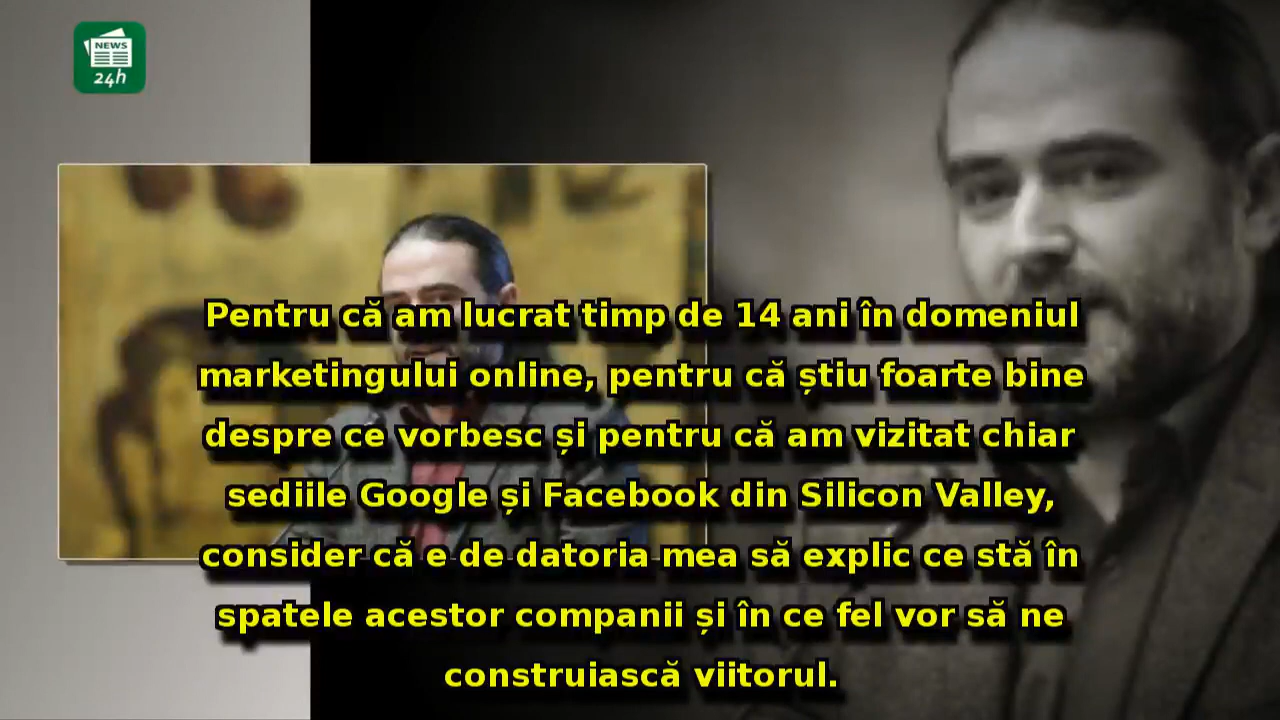 NEWS
24h
Pentru că am lucrat timp de 14 ani în domeniul
marketingului online, pentru că știu foarte bine
despre ce vorbesc și pentru că am vizitat chiar
sediile Google și Facebook din Silicon Valley,
consider că e de datoria mea să explic ce stă în
spatele acestor companii și în ce fel vor să ne
construiască viitorul.